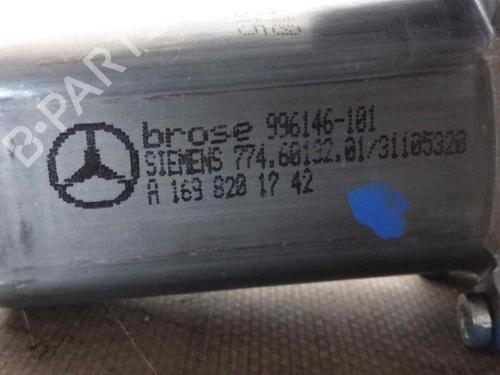 B-PARTS
brose 996146-101
SIEMENS 774.60132.01/31105320
A 169 820 17 42